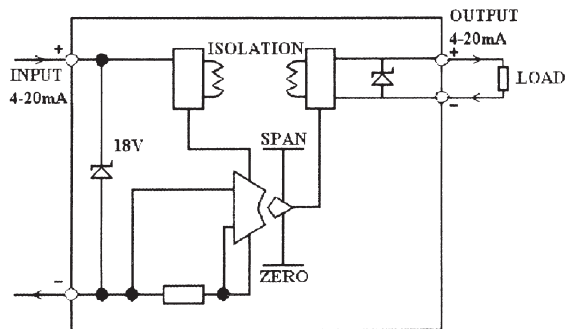 OUTPUT
4-20mA
+
+
ISOLATION
INPUT
4-20mA
LOAD
–
18V
SPAN
–
ZERO